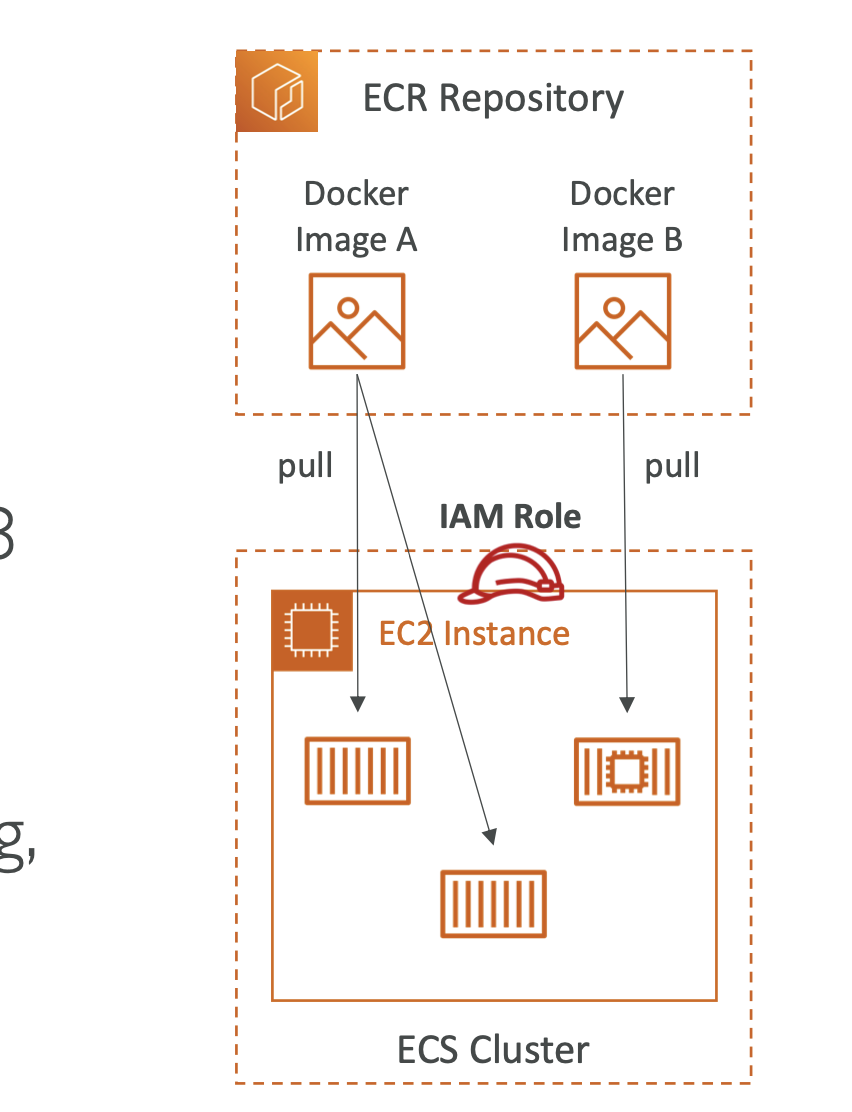 ECR Repository
Docker
Image A
Docker
Image B
pull
pull
IAM Role
EC2 Instance
ECS Cluster
g,